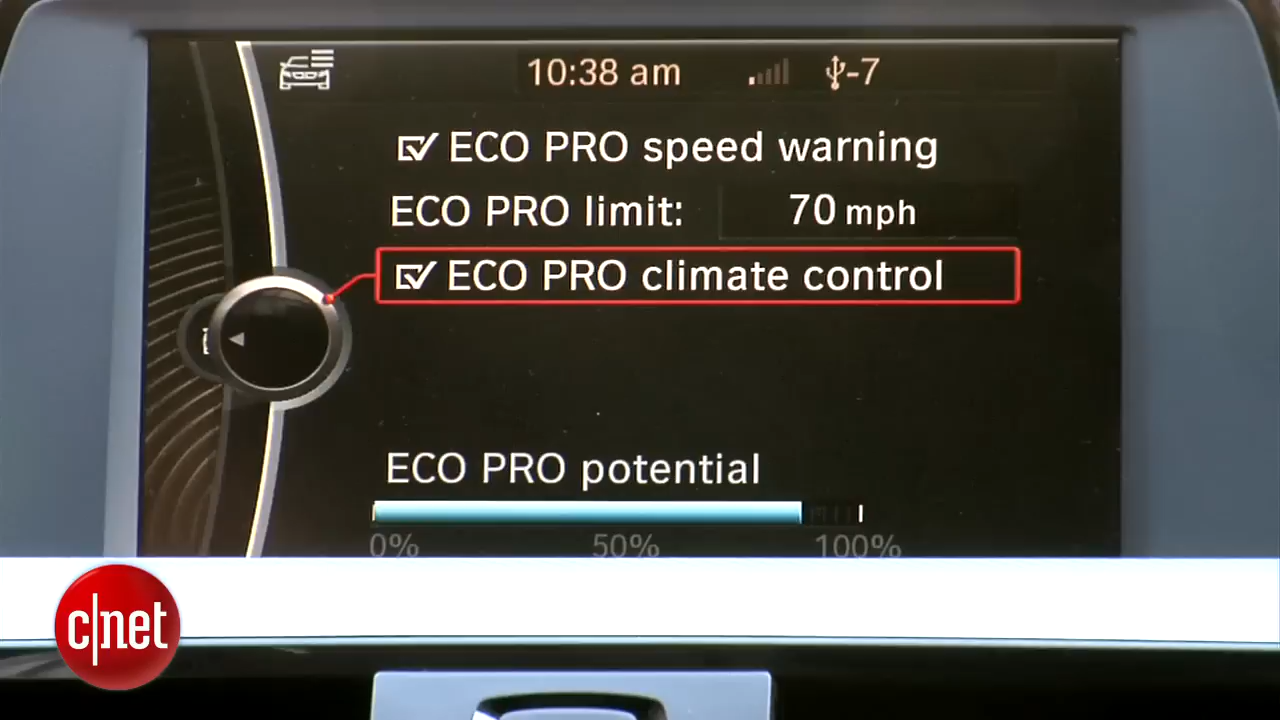 10:38 am -7
ECO PRO speed warning
ECO PRO limit: 70 mph
ECO PRO climate control
ECO PRO potential
0% 50% 100%
c|net